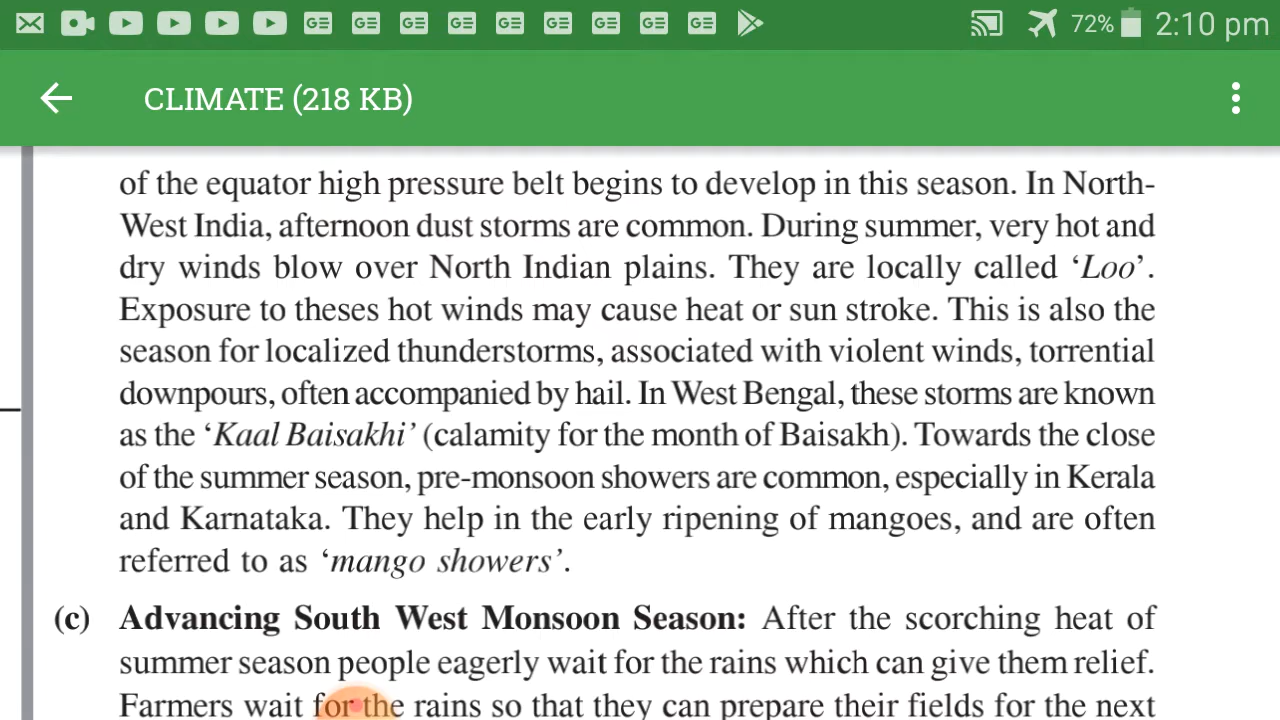 72% 2:10 pm
CLIMATE (218 KB)
of the equator high pressure belt begins to develop in this season. In North-
West India, afternoon dust storms are common. During summer, very hot and
dry winds blow over North Indian plains. They are locally called ‘Loo’.
Exposure to theses hot winds may cause heat or sun stroke. This is also the
season for localized thunderstorms, associated with violent winds, torrential
downpours, often accompanied by hail. In West Bengal, these storms are known
as the ‘Kaal Baisakhi’ (calamity for the month of Baisakh). Towards the close
of the summer season, pre-monsoon showers are common, especially in Kerala
and Karnataka. They help in the early ripening of mangoes, and are often
referred to as ‘mango showers’.
(c) Advancing South West Monsoon Season: After the scorching heat of
summer season people eagerly wait for the rains which can give them relief.
Farmers wait for the rains so that they can prepare their fields for the next